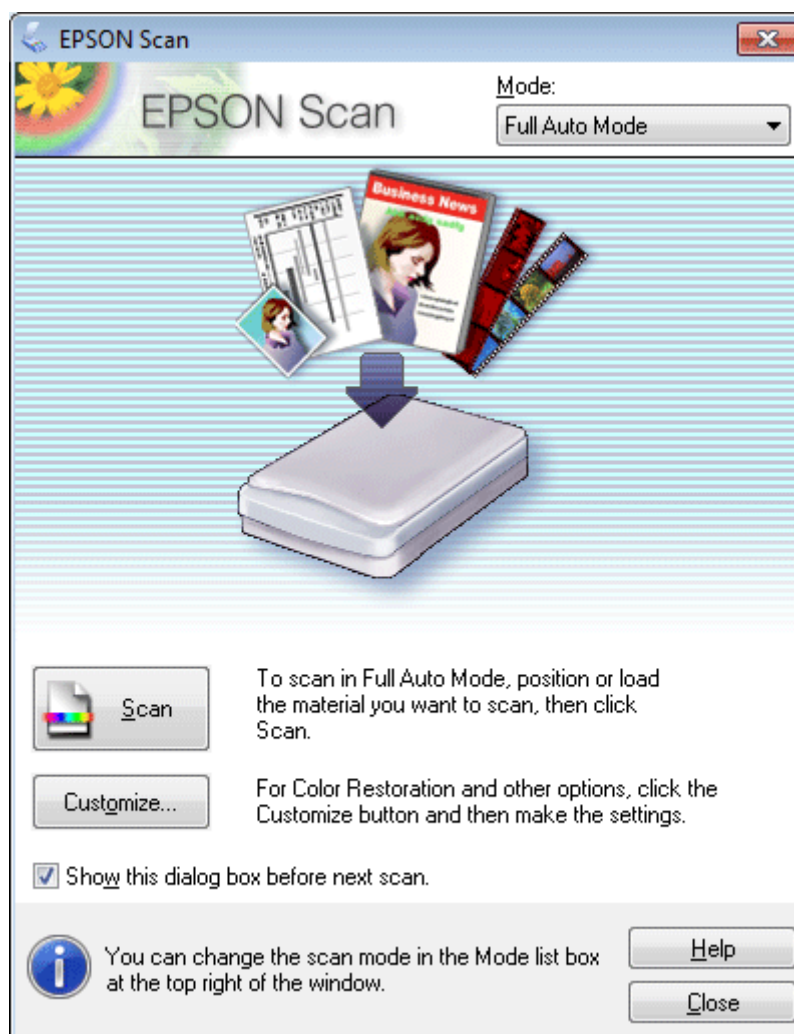 EPSON Scan
EPSON Scan
Mode:
Full Auto Mode
Business News
Scan
To scan in Full Auto Mode, position or load
the material you want to scan, then click
Scan.
Customize...
For Color Restoration and other options, click the
Customize button and then make the settings.
Show this dialog box before next scan.
You can change the scan mode in the Mode list box
at the top right of the window.
Help
Close